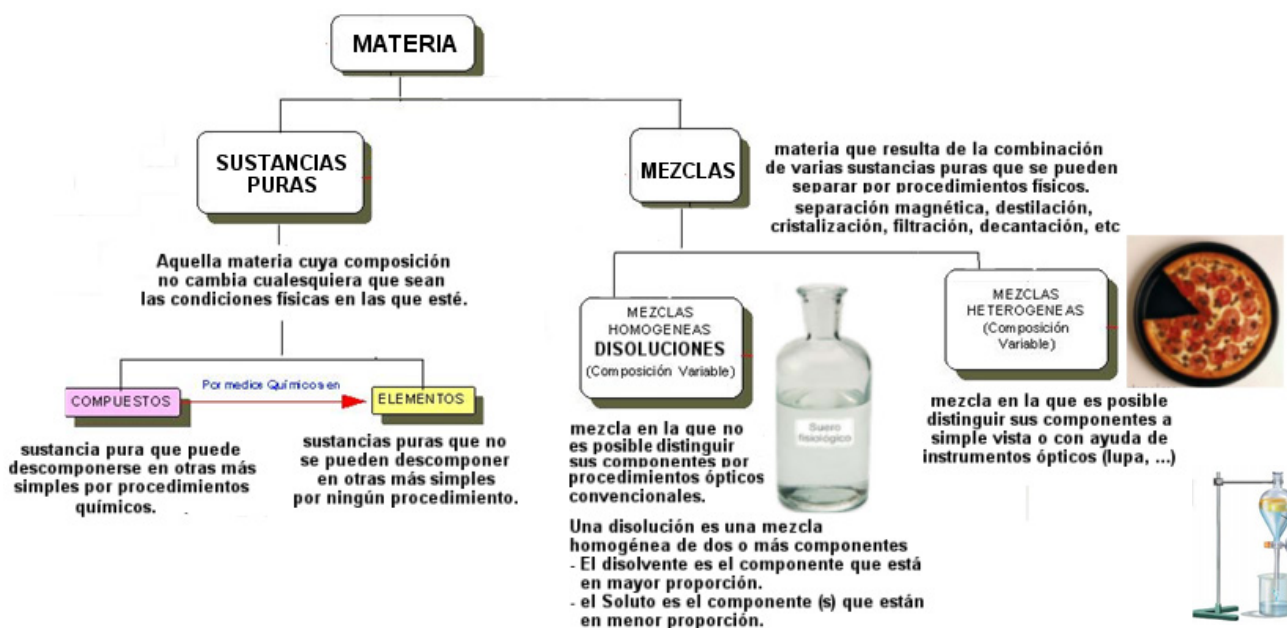 MATERIA
SUSTANCIAS
PURAS
Aquella materia cuya composición
no cambia cualesquiera que sean
las condiciones físicas en las que esté.
COMPUESTOS
Por medios Químicos en
ELEMENTOS
sustancia pura que puede
descomponerse en otras más
simples por procedimientos
químicos.
sustancias puras que no
se pueden descomponer
en otras más simples
por ningún procedimiento.
MEZCLAS
materia que resulta de la combinación
de varias sustancias puras que se pueden
separar por procedimientos físicos.
separación magnética, destilación,
cristalización, filtración, decantación, etc
MEZCLAS
HOMOGENEAS
DISOLUCIONES
(Composición Variable)
Suero
fisiológico
mezcla en la que no
es posible distinguir
sus componentes por
procedimientos ópticos
convencionales.
Una disolución es una mezcla
homogénea de dos o más componentes
- El disolvente es el componente que está
en mayor proporción.
- el Soluto es el componente (s) que están
en menor proporción.
MEZCLAS
HETEROGENEAS
(Composición
Variable)
mezcla en la que es posible
distinguir sus componentes a
simple vista o con ayuda de
instrumentos ópticos (lupa, ...)